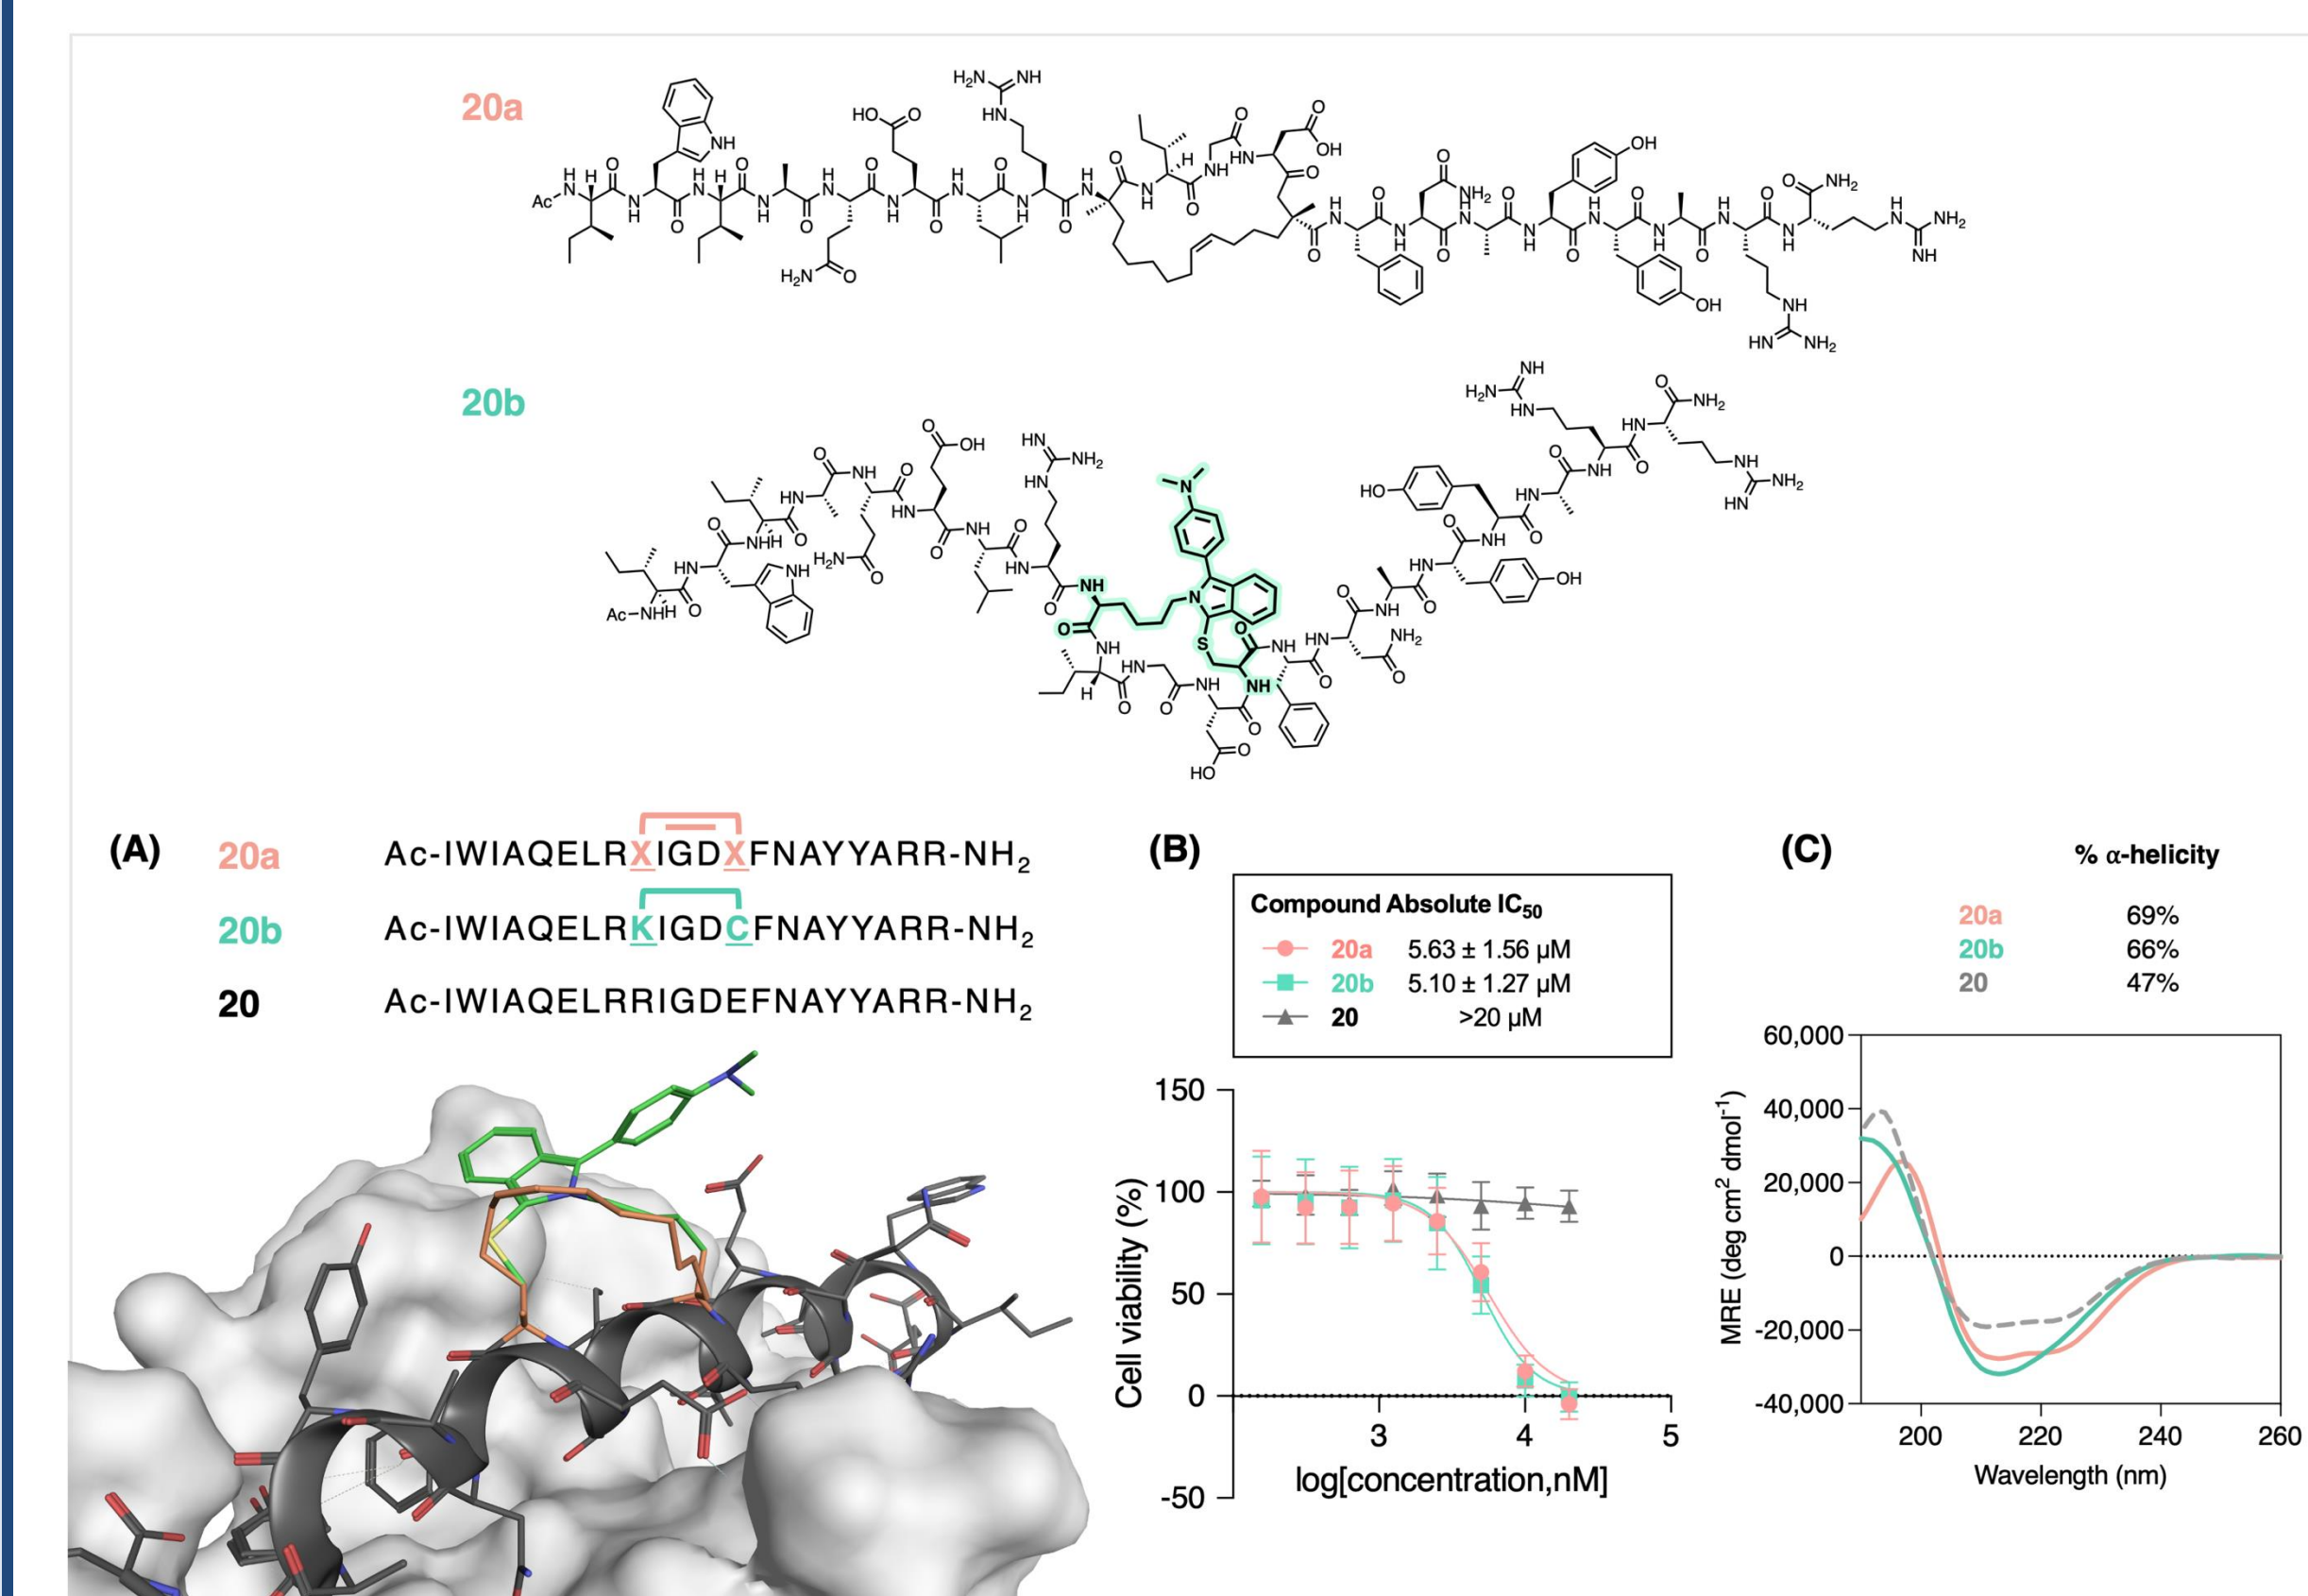 20a
20b
(A)
20a Ac-IWIAQELRXIGDXFNAYYARR-NH₂
20b Ac-IWIAQELRKIGDCFNAYYARR-NH₂
20 Ac-IWIAQELRRIGDEFNAYYARR-NH₂
(B)
Compound Absolute IC₅₀
20a 5.63 ± 1.56 µM
20b 5.10 ± 1.27 µM
20 >20 µM
Cell viability (%)
150
100
50
0
-50
3 4 5
log[concentration,nM]
(C)
% α-helicity
20a 69%
20b 66%
20 47%
MRE (deg cm² dmol⁻¹)
60,000
40,000
20,000
0
-20,000
-40,000
200 220 240 260
Wavelength (nm)